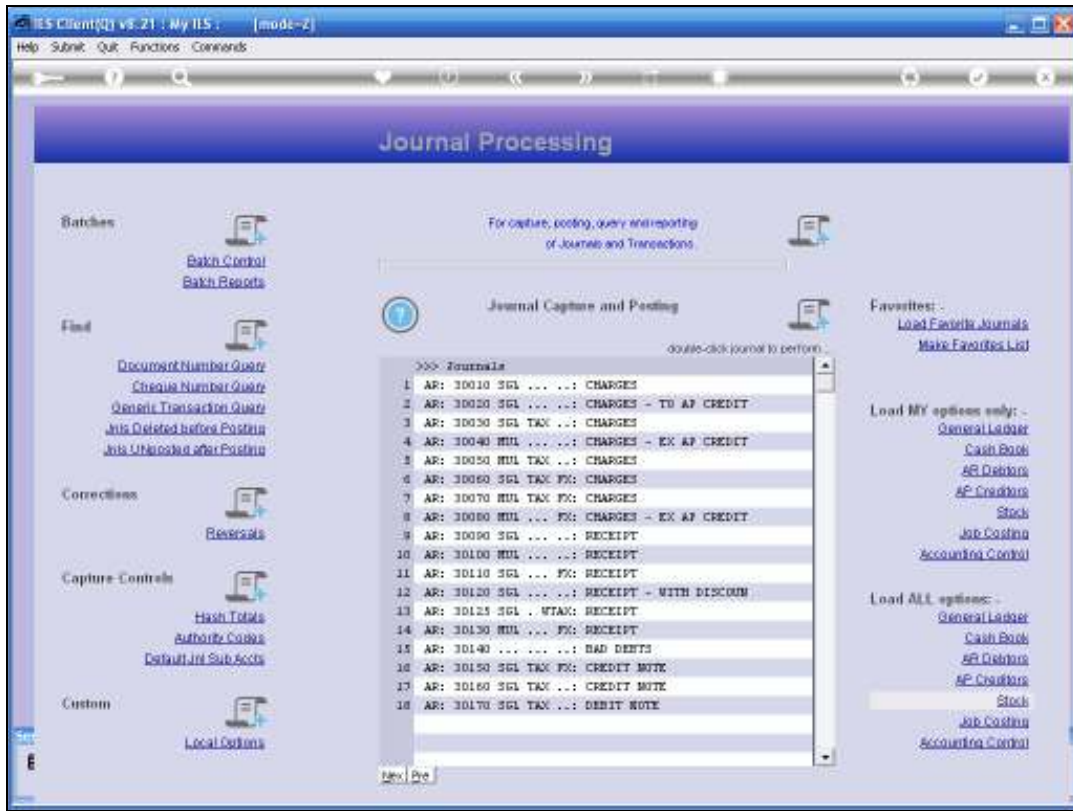 IES Client(Q) v8.21 : My IES : [mode=2]
Help Submit Quit Functions Commands
Journal Processing
Batches
Batch Control
Batch Reports
Find
Document Number Query
Cheque Number Query
Generic Transaction Query
Jnls Deleted before Posting
Jnls UNposted after Posting
Corrections
Reversals
Capture Controls
Hash Totals
Authority Codes
Default Jnl Sub Accts
Custom
Local Options
For capture, posting, query and reporting
of Journals and Transactions.
Journal Capture and Posting
double-click journal to perform ..
>>> Journals
1 AR: 30010 SGL ... ..: CHARGES
2 AR: 30020 SGL ... ..: CHARGES - TO AP CREDIT
3 AR: 30030 SGL TAX ..: CHARGES
4 AR: 30040 MUL ... ..: CHARGES - EX AP CREDIT
5 AR: 30050 MUL TAX ..: CHARGES
6 AR: 30060 SGL TAX FX: CHARGES
7 AR: 30070 MUL TAX FX: CHARGES
8 AR: 30080 MUL ... FX: CHARGES - EX AP CREDIT
9 AR: 30090 SGL ... ..: RECEIPT
10 AR: 30100 MUL ... ..: RECEIPT
11 AR: 30110 SGL ... FX: RECEIPT
12 AR: 30120 SGL ... ..: RECEIPT - WITH DISCOUN
13 AR: 30125 SGL . WTAX: RECEIPT
14 AR: 30130 MUL ... FX: RECEIPT
15 AR: 30140 ... ... ..: BAD DEBTS
16 AR: 30150 SGL TAX FX: CREDIT NOTE
17 AR: 30160 SGL TAX ..: CREDIT NOTE
18 AR: 30170 SGL TAX ..: DEBIT NOTE
Nex Pre
Favorites: -
Load Favorite Journals
Make Favorites List
Load MY options only: -
General Ledger
Cash Book
AR Debtors
AP Creditors
Stock
Job Costing
Accounting Control
Load ALL options: -
General Ledger
Cash Book
AR Debtors
AP Creditors
Stock
Job Costing
Accounting Control